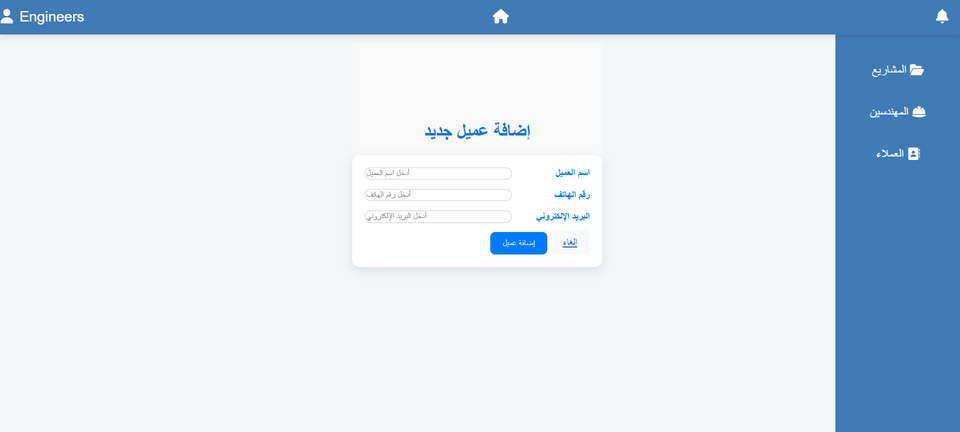 Engineers
المشاريع
المهندسين
العملاء
إضافة عميل جديد
اسم العميل
أدخل اسم العميل
رقم الهاتف
أدخل رقم الهاتف
البريد الإلكتروني
أدخل البريد الإلكتروني
إلغاء
إضافة عميل